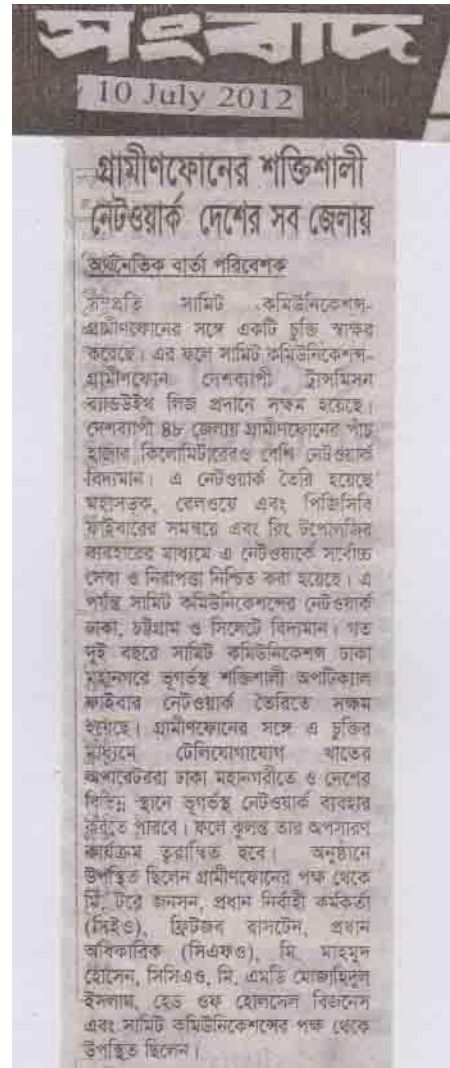 সংবাদ
10 July 2012
গ্রামীণফোনের শক্তিশালী
নেটওয়ার্ক দেশের সব জেলায়
অর্থনৈতিক বার্তা পরিবেশক
সম্প্রতি সামিট কমিউনিকেশন্স-
গ্রামীণফোনের সঙ্গে একটি চুক্তি স্বাক্ষর
করেছে। এর ফলে সামিট কমিউনিকেশন্স-
গ্রামীণফোন দেশব্যাপী ট্রান্সমিসন
ব্যান্ডউইথ লিজ প্রদানে সক্ষম হয়েছে।
দেশব্যাপী ৪৮ জেলায় গ্রামীণফোনের পাঁচ
হাজার কিলোমিটারেরও বেশি নেটওয়ার্ক
বিদ্যমান। এ নেটওয়ার্ক তৈরি হয়েছে
মহাসড়ক, রেলওয়ে এবং পিজিসিবি
ফাইবারের সমন্বয়ে এবং রিং টপোলজির
ব্যবহারের মাধ্যমে এ নেটওয়ার্কে সর্বোচ্চ
সেবা ও নিরাপত্তা নিশ্চিত করা হয়েছে। এ
পর্যন্ত সামিট কমিউনিকেশন্সের নেটওয়ার্ক
ঢাকা, চট্টগ্রাম ও সিলেটে বিদ্যমান। গত
দুই বছরে সামিট কমিউনিকেশন্স ঢাকা
মহানগরে ভূগর্ভস্থ শক্তিশালী অপটিক্যাল
ফাইবার নেটওয়ার্ক তৈরিতে সক্ষম
হয়েছে। গ্রামীণফোনের সঙ্গে এ চুক্তির
মাধ্যমে টেলিযোগাযোগ খাতের
অপারেটররা ঢাকা মহানগরীতে ও দেশের
বিভিন্ন স্থানে ভূগর্ভস্থ নেটওয়ার্ক ব্যবহার
করতে পারবে। ফলে ঝুলন্ত তার অপসারণ
কার্যক্রম ত্বরান্বিত হবে। অনুষ্ঠানে
উপস্থিত ছিলেন গ্রামীণফোনের পক্ষ থেকে
মি. টরে জনসন, প্রধান নির্বাহী কর্মকর্তা
(সিইও), ফ্রিটজব রাসটেন, প্রধান
অধিকারিক (সিএফও), মি. মাহমুদ
হোসেন, সিসিএও, মি. এমডি মোজাহিদুল
ইসলাম, হেড ওফ হোলসেল বিজনেস
এবং সামিট কমিউনিকেশন্সের পক্ষ থেকে
উপস্থিত ছিলেন।